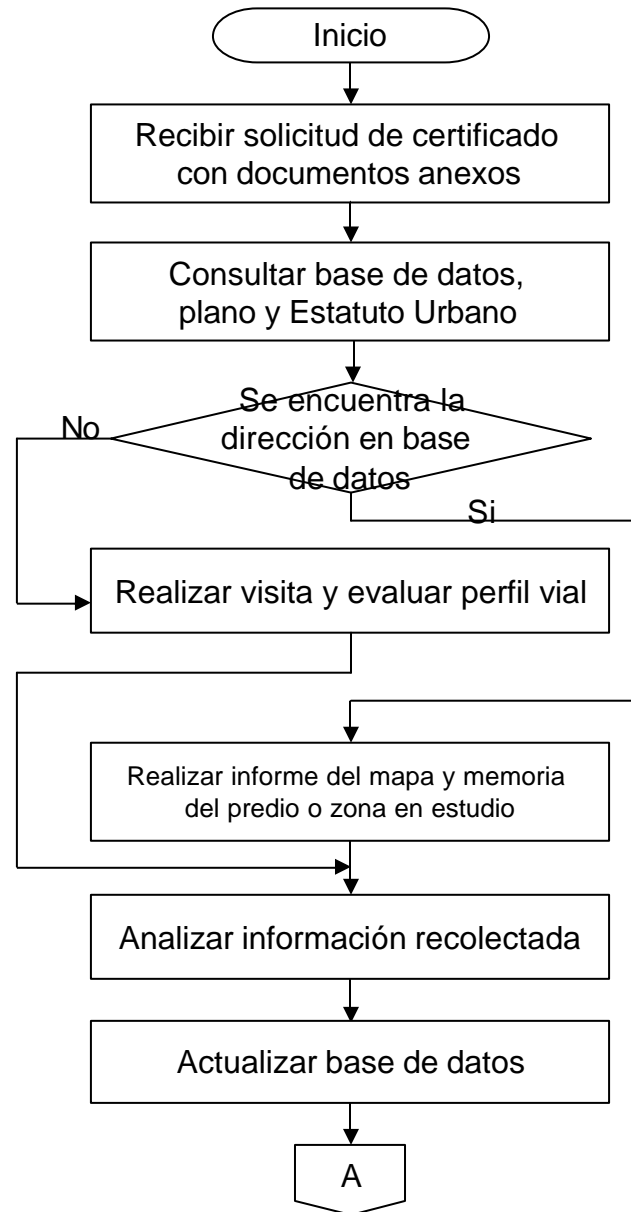 Inicio
Recibir solicitud de certificado
con documentos anexos
Consultar base de datos,
plano y Estatuto Urbano
Se encuentra la
dirección en base
de datos
No
Si
Realizar visita y evaluar perfil vial
Realizar informe del mapa y memoria
del predio o zona en estudio
Analizar información recolectada
Actualizar base de datos
A